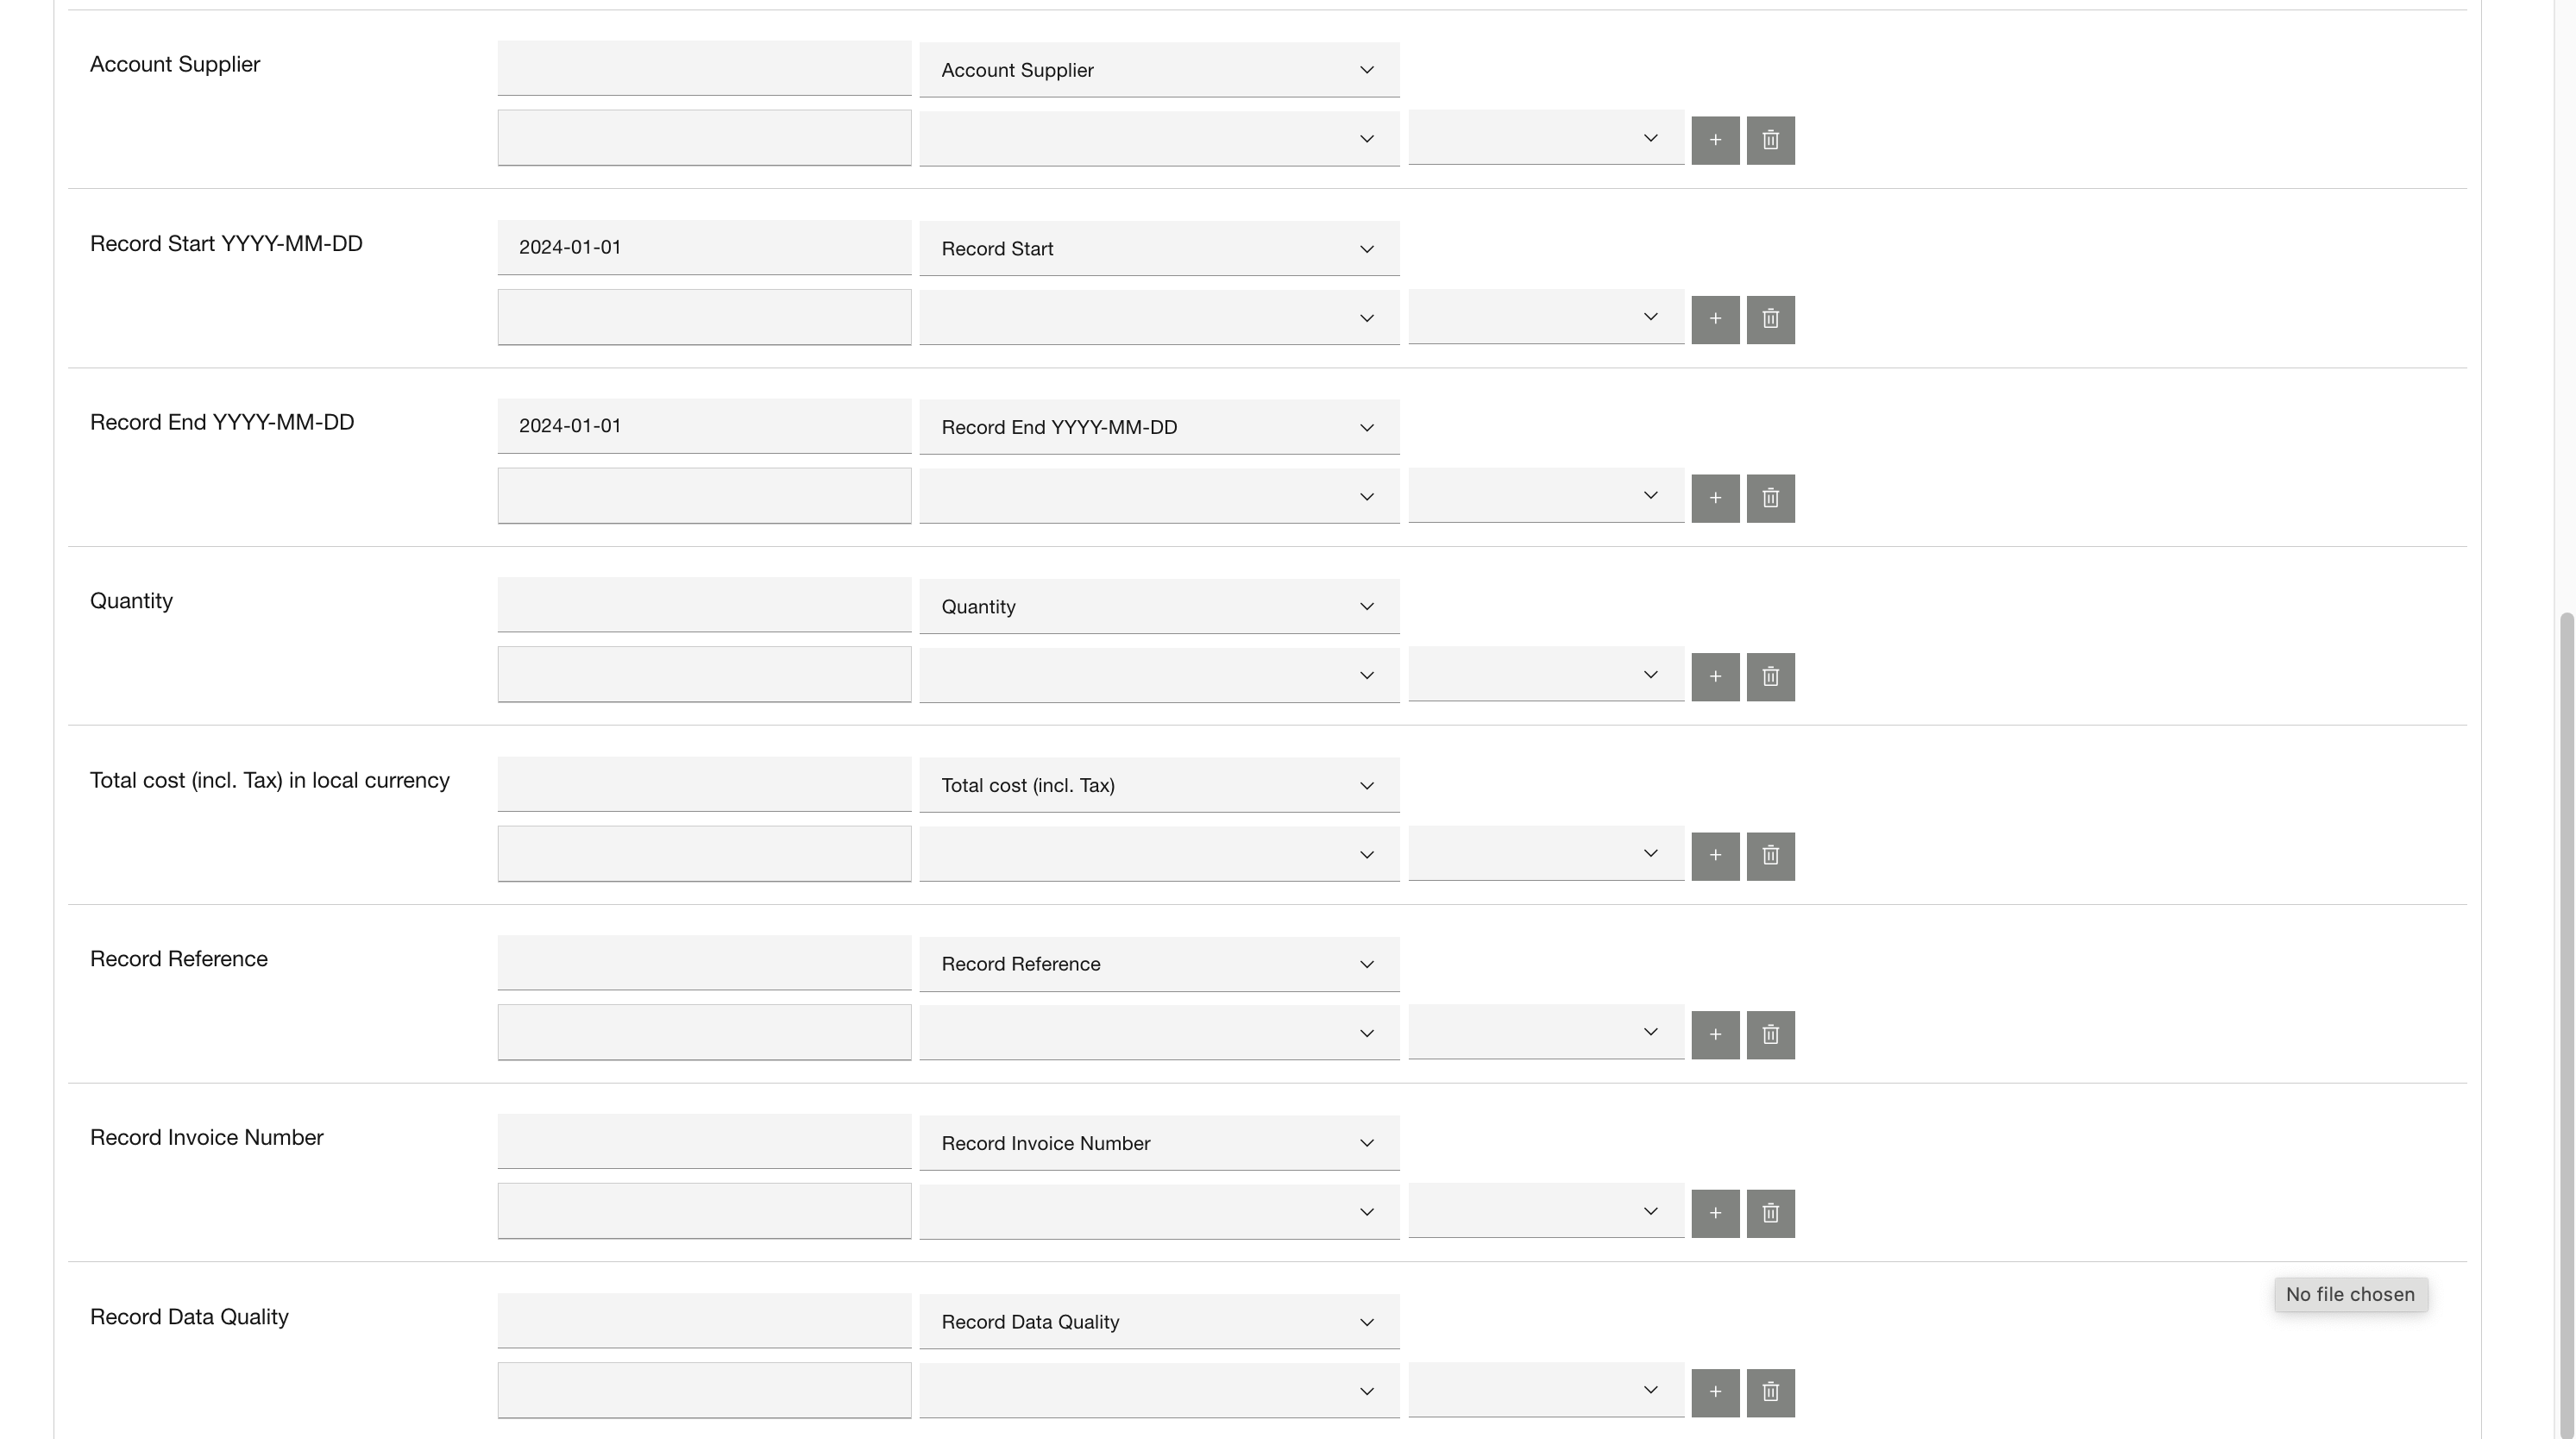 Account Supplier
Account Supplier
Record Start YYYY-MM-DD
2024-01-01
Record Start
Record End YYYY-MM-DD
2024-01-01
Record End YYYY-MM-DD
Quantity
Quantity
Total cost (incl. Tax) in local currency
Total cost (incl. Tax)
Record Reference
Record Reference
Record Invoice Number
Record Invoice Number
No file chosen
Record Data Quality
Record Data Quality